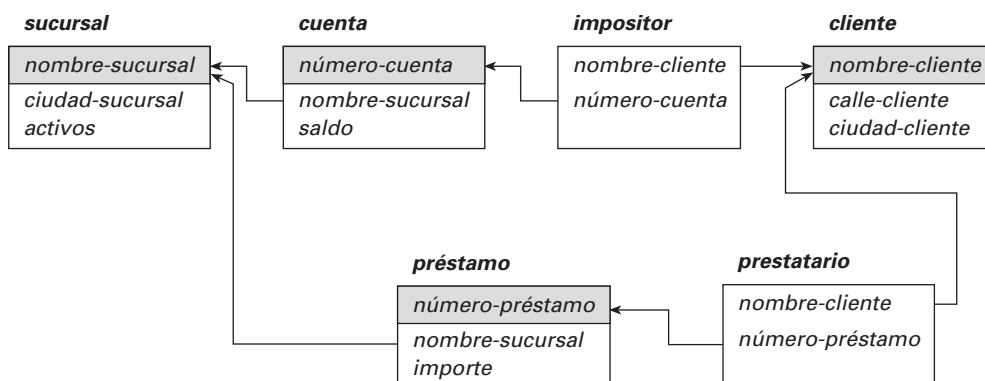 sucursal
nombre-sucursal
ciudad-sucursal
activos
cuenta
número-cuenta
nombre-sucursal
saldo
impositor
nombre-cliente
número-cuenta
cliente
nombre-cliente
calle-cliente
ciudad-cliente
préstamo
número-préstamo
nombre-sucursal
importe
prestatario
nombre-cliente
número-préstamo